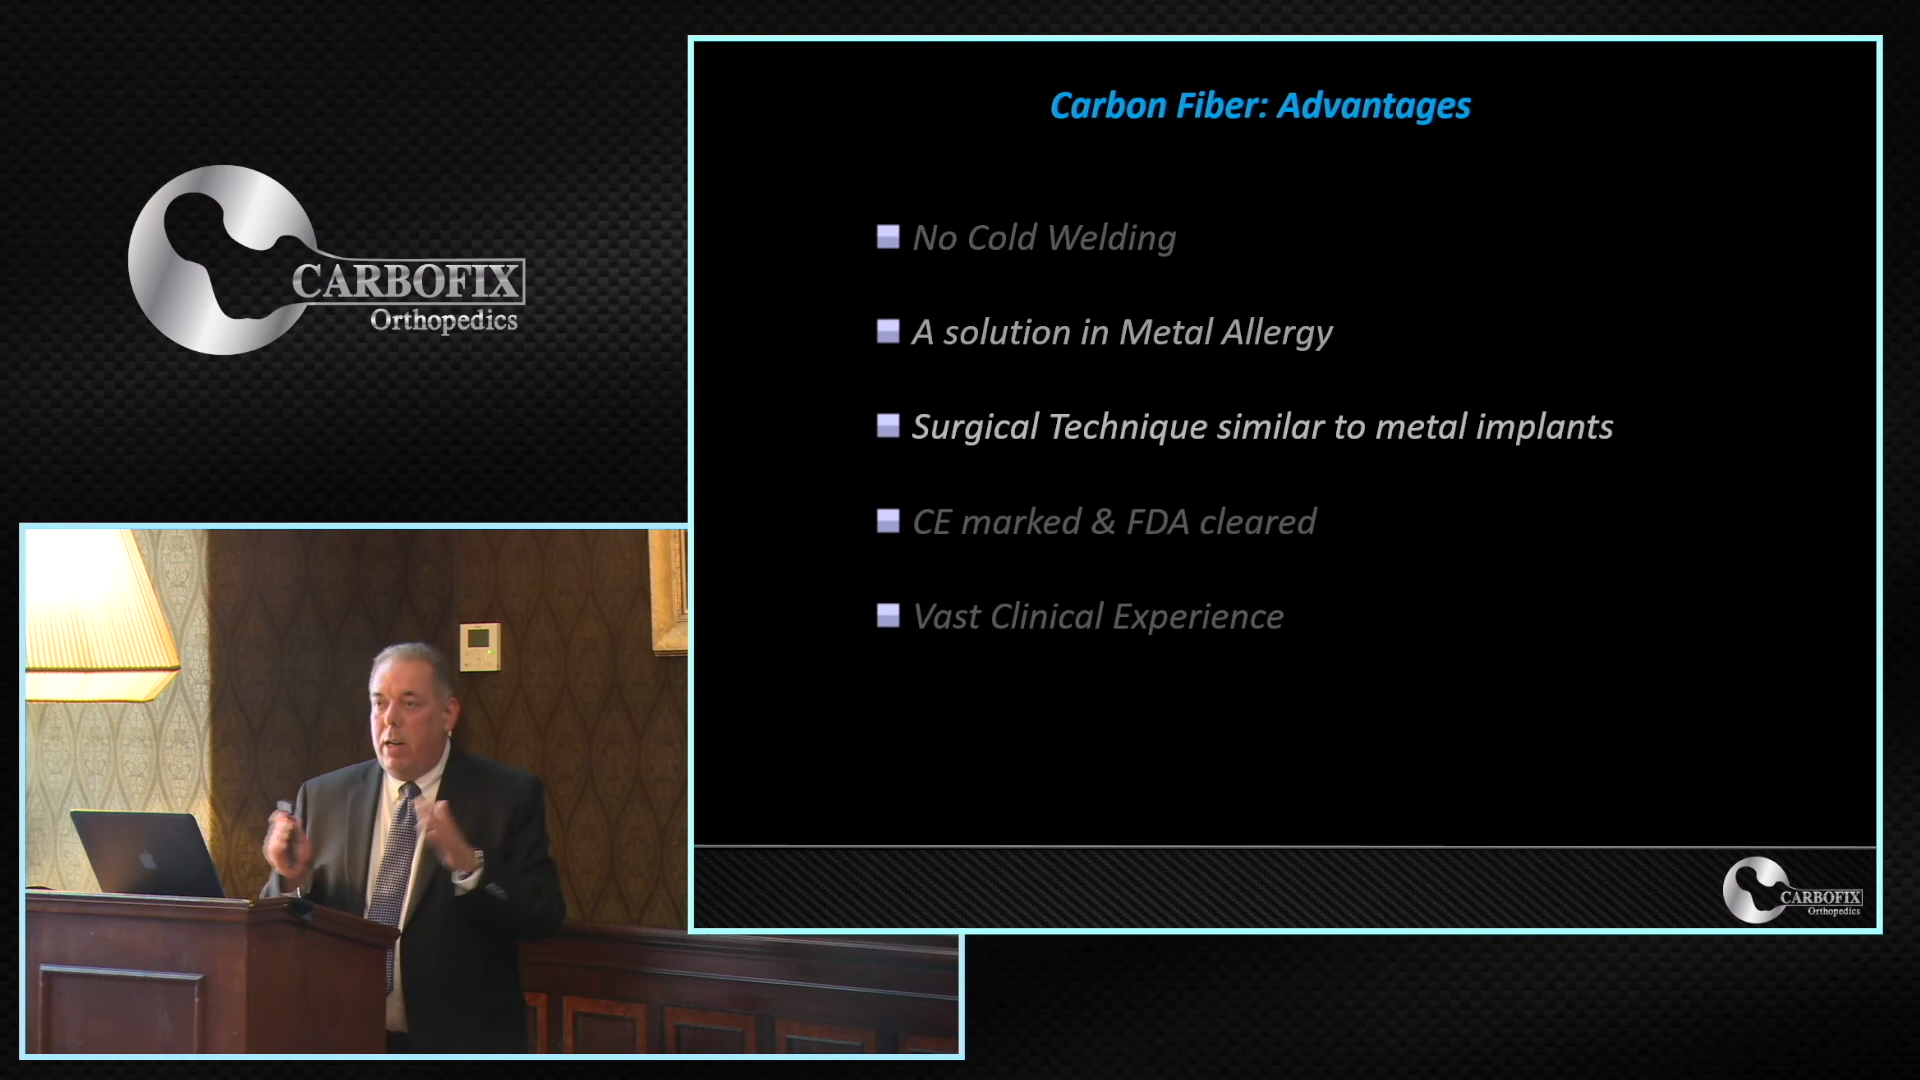 CARBOFIX
Orthopedics
Carbon Fiber: Advantages
No Cold Welding
A solution in Metal Allergy
Surgical Technique similar to metal implants
CE marked & FDA cleared
Vast Clinical Experience
CARBOFIX
Orthopedics